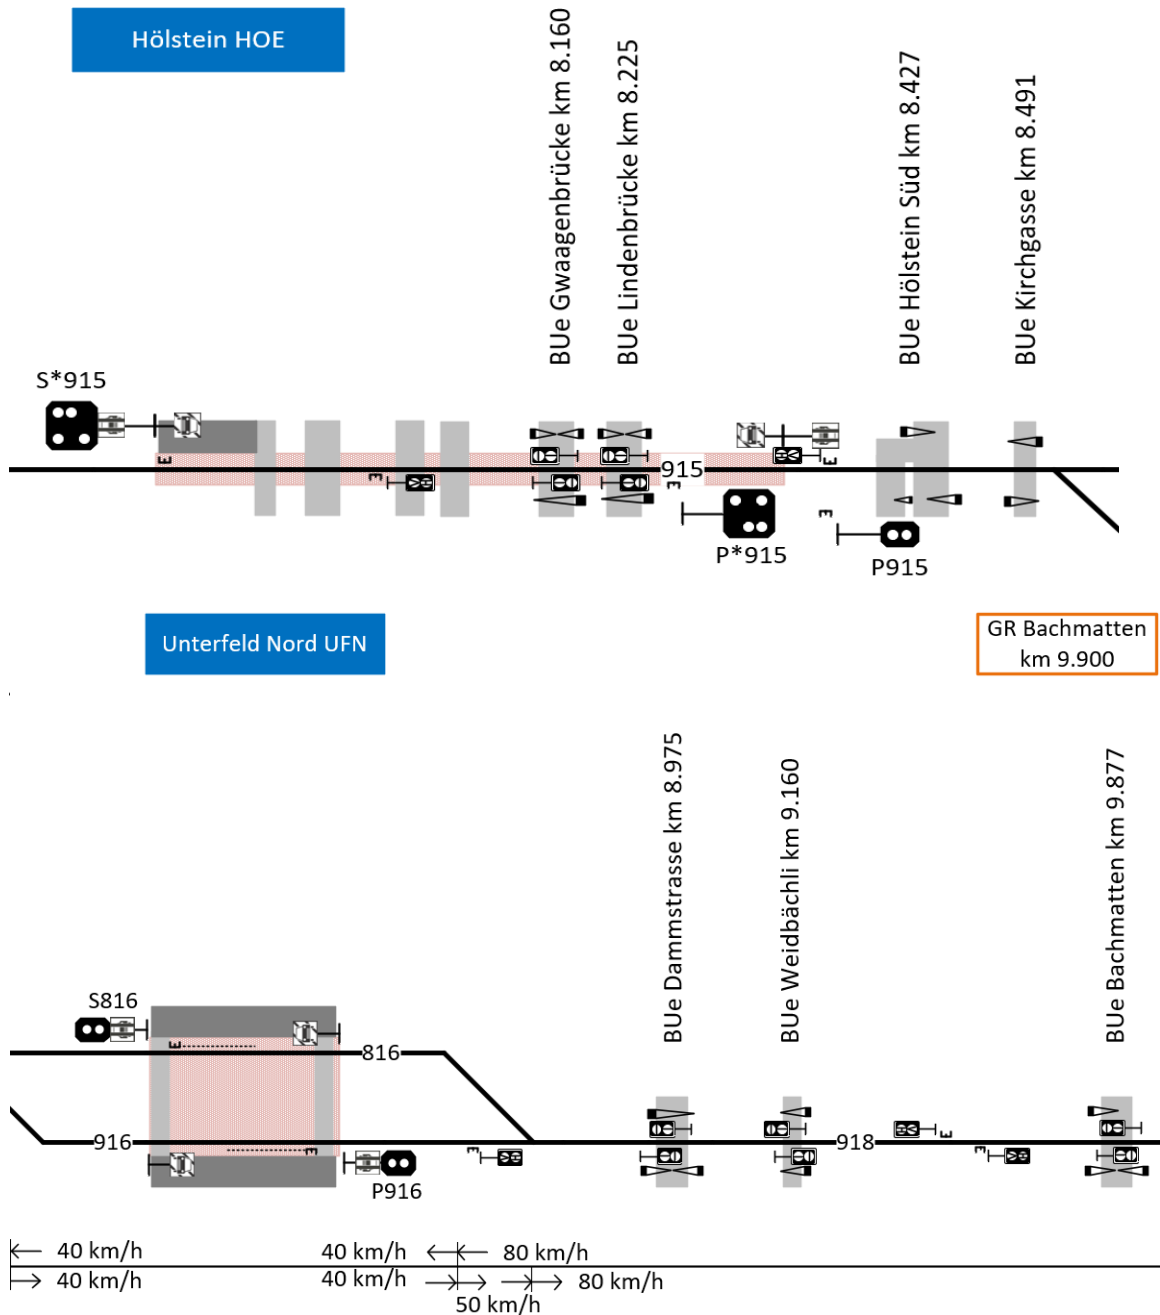 Hölstein HOE
BUe Gwaagenbrücke km 8.160
BUe Lindenbrücke km 8.225
BUe Hölstein Süd km 8.427
BUe Kirchgasse km 8.491
S*915
915
P*915
P915
Unterfeld Nord UFN
GR Bachmatten
km 9.900
BUe Dammstrasse km 8.975
BUe Weidbächli km 9.160
BUe Bachmatten km 9.877
S816
816
916
918
P916
40 km/h
40 km/h
80 km/h
40 km/h
40 km/h
80 km/h
50 km/h